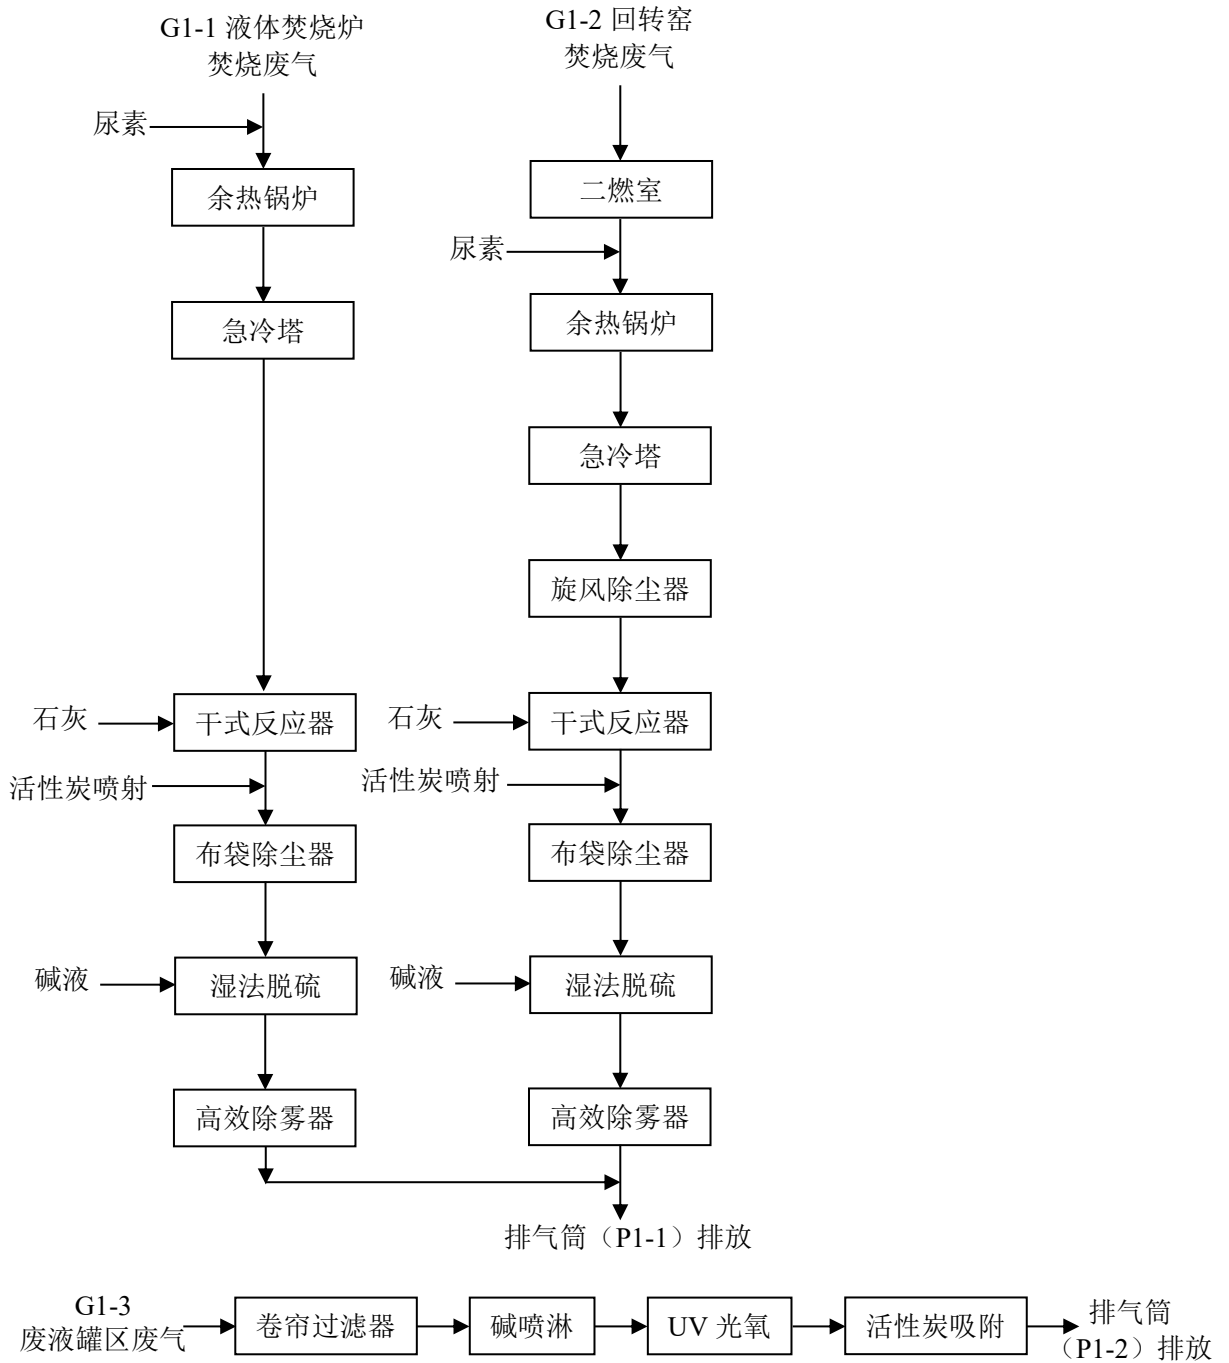 G1-1 液体焚烧炉
焚烧废气
尿素
余热锅炉
急冷塔
石灰
干式反应器
活性炭喷射
布袋除尘器
碱液
湿法脱硫
高效除雾器
G1-2 回转窑
焚烧废气
二燃室
尿素
余热锅炉
急冷塔
旋风除尘器
石灰
干式反应器
活性炭喷射
布袋除尘器
碱液
湿法脱硫
高效除雾器
排气筒（P1-1）排放
G1-3
废液罐区废气
卷帘过滤器
碱喷淋
UV 光氧
活性炭吸附
排气筒
（P1-2）排放